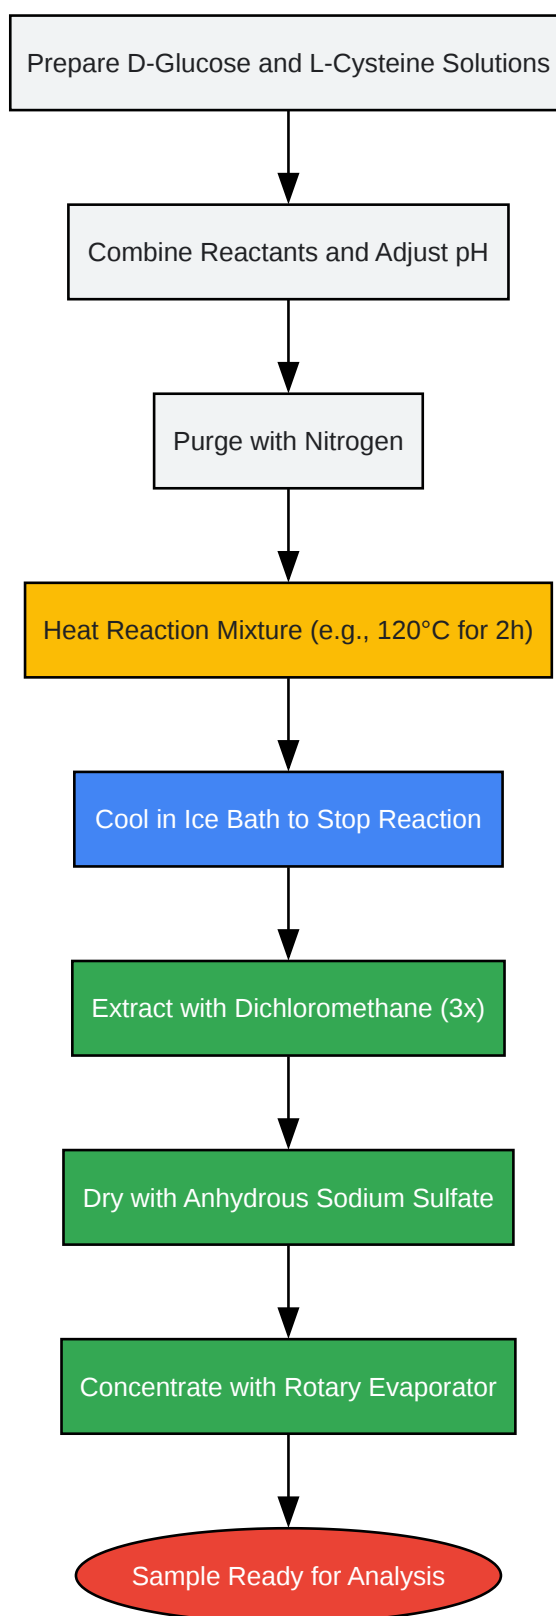 Prepare D-Glucose and L-Cysteine Solutions
Combine Reactants and Adjust pH
Purge with Nitrogen
Heat Reaction Mixture (e.g., 120°C for 2h)
Cool in Ice Bath to Stop Reaction
Extract with Dichloromethane (3x)
Dry with Anhydrous Sodium Sulfate
Concentrate with Rotary Evaporator
Sample Ready for Analysis